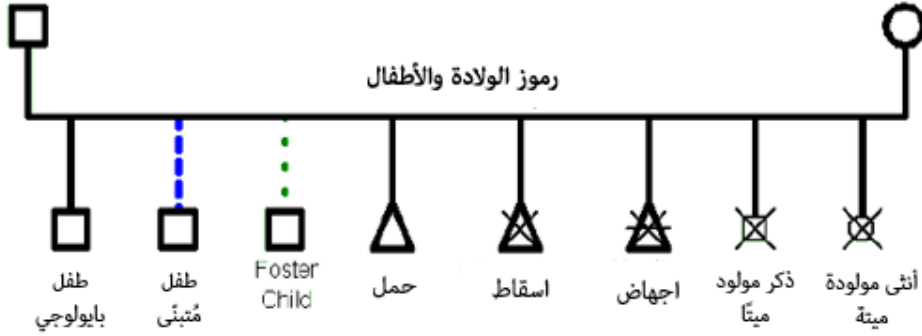 رموز الولادة والأطفال
طفل
بايولوجي
طفل
مُتبنّى
Foster
Child
حمل
اسقاط
اجهاض
ذكر مولود
ميتًا
أنثى مولودة
ميتة